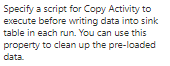 Specify a script for Copy Activity to
execute before writing data into sink
table in each run. You can use this
property to clean up the pre-loaded
data.